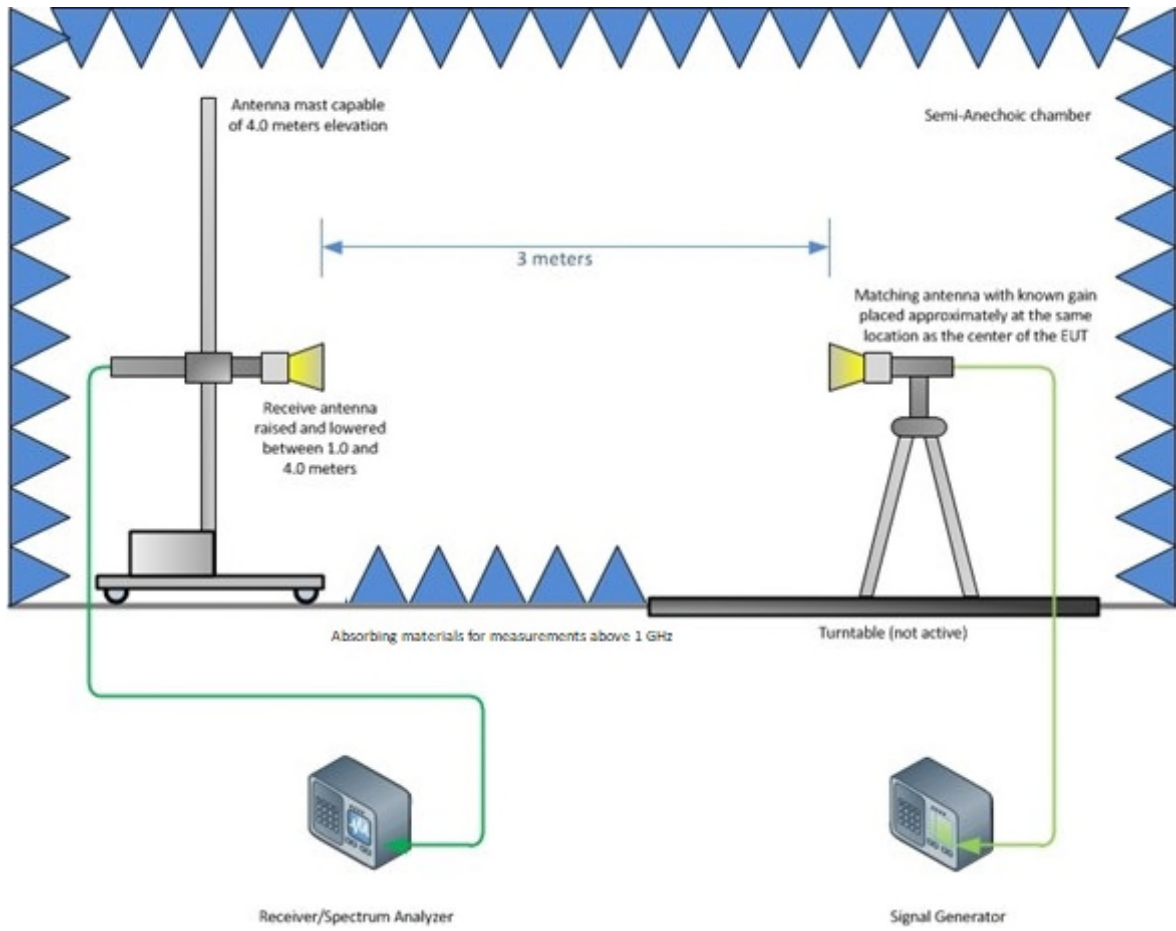 Antenna mast capable
of 4.0 meters elevation
Semi-Anechoic chamber
3 meters
Matching antenna with known gain
placed approximately at the same
location as the center of the EUT
Receive antenna
raised and lowered
between 1.0 and
4.0 meters
Absorbing materials for measurements above 1 GHz
Turntable (not active)
Receiver/Spectrum Analyzer
Signal Generator